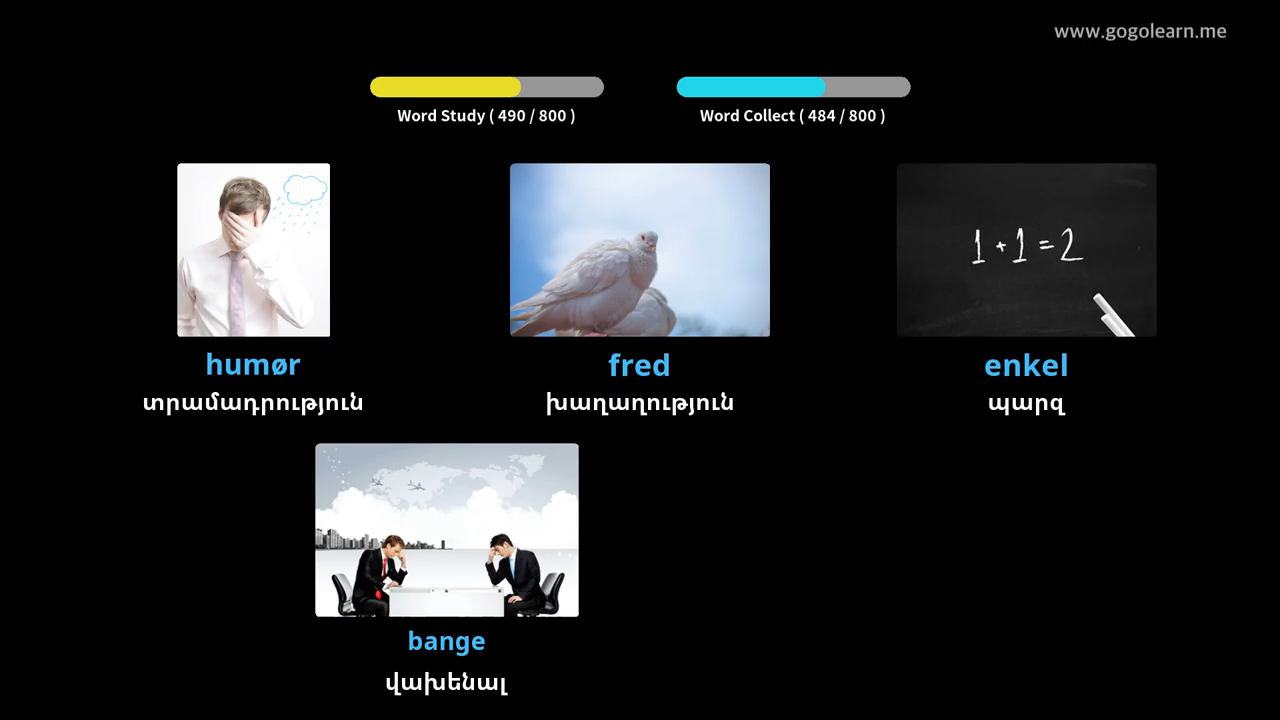 www.gogolearn.me
Word Study ( 490 / 800 )
Word Collect ( 484 / 800 )
1 + 1 = 2
humør
fred
enkel
տրամադրություն
խաղաղություն
պարզ
bange
վախենալ